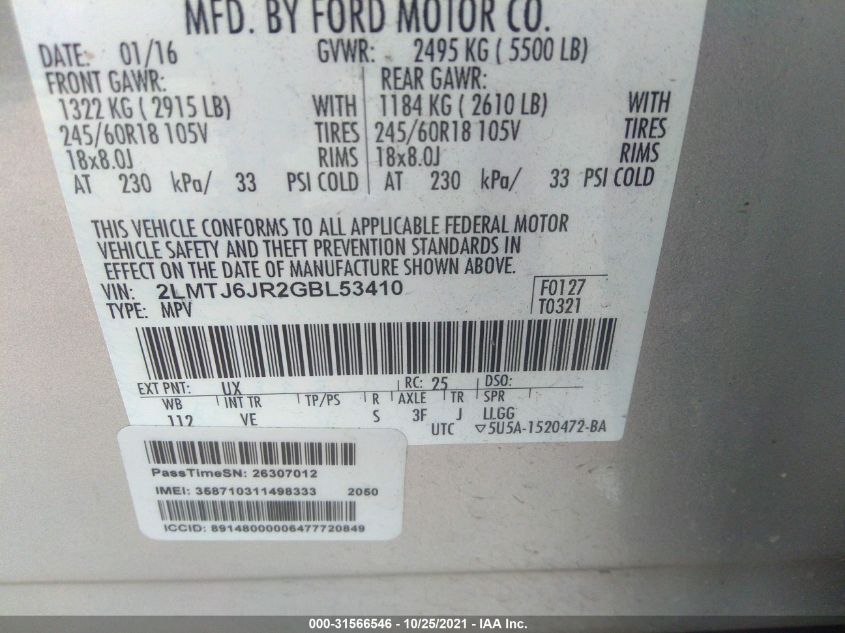 MFD. BY FORD MOTOR CO.
DATE: 01/16 GVWR: 2495 KG ( 5500 LB)
FRONT GAWR: REAR GAWR:
1322 KG ( 2915 LB) WITH 1184 KG ( 2610 LB) WITH
245/60R18 105V TIRES 245/60R18 105V TIRES
18x8.0J RIMS 18x8.0J RIMS
AT 230 kPa/ 33 PSI COLD AT 230 kPa/ 33 PSI COLD
THIS VEHICLE CONFORMS TO ALL APPLICABLE FEDERAL MOTOR
VEHICLE SAFETY AND THEFT PREVENTION STANDARDS IN
EFFECT ON THE DATE OF MANUFACTURE SHOWN ABOVE.
VIN: 2LMTJ6JR2GBL53410 F0127
TYPE: MPV T0321
EXT PNT: UX RC: 25 DSO:
WB INT TR TP/PS R AXLE TR SPR
112 VE S 3F J LLGG
UTC ▽5U5A-1520472-BA
PassTimeSN: 26307012
IMEI: 358710311498333 2050
ICCID: 89148000006477720849
000-31566546 - 10/25/2021 - IAA Inc.